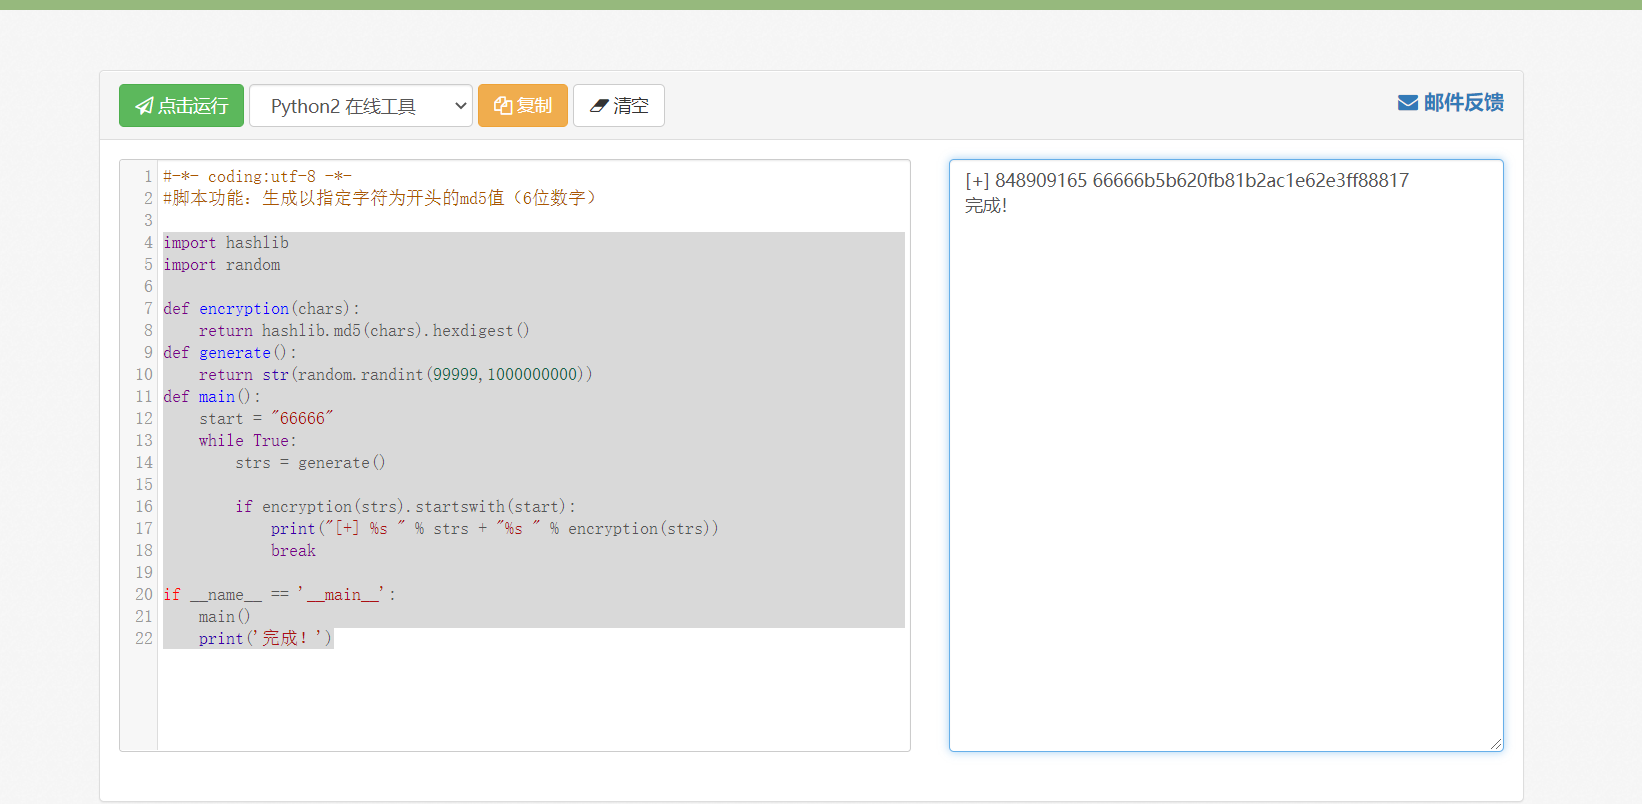 点击运行 Python2 在线工具 复制 清空 邮件反馈
1 #-*- coding:utf-8 -*-
2 #脚本功能：生成以指定字符为开头的md5值（6位数字）
3
4 import hashlib
5 import random
6
7 def encryption(chars):
8     return hashlib.md5(chars).hexdigest()
9 def generate():
10     return str(random.randint(99999,1000000000))
11 def main():
12     start = "66666"
13     while True:
14         strs = generate()
15
16         if encryption(strs).startswith(start):
17             print("[+] %s " % strs + "%s " % encryption(strs))
18             break
19
20 if __name__ == '__main__':
21     main()
22     print('完成！')
[+] 848909165 66666b5b620fb81b2ac1e62e3ff88817
完成！